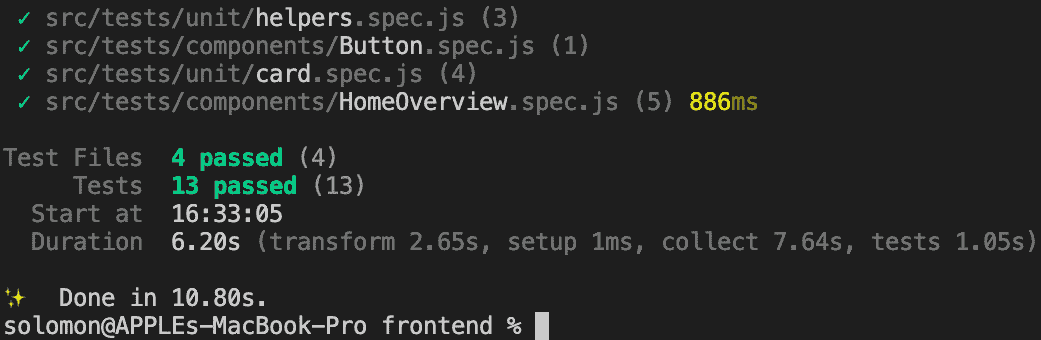 ✓ src/tests/unit/helpers.spec.js (3)
✓ src/tests/components/Button.spec.js (1)
✓ src/tests/unit/card.spec.js (4)
✓ src/tests/components/HomeOverview.spec.js (5) 886ms
Test Files  4 passed (4)
Tests  13 passed (13)
Start at  16:33:05
Duration  6.20s (transform 2.65s, setup 1ms, collect 7.64s, tests 1.05s)
✨  Done in 10.80s.
solomon@APPLEs-MacBook-Pro frontend %